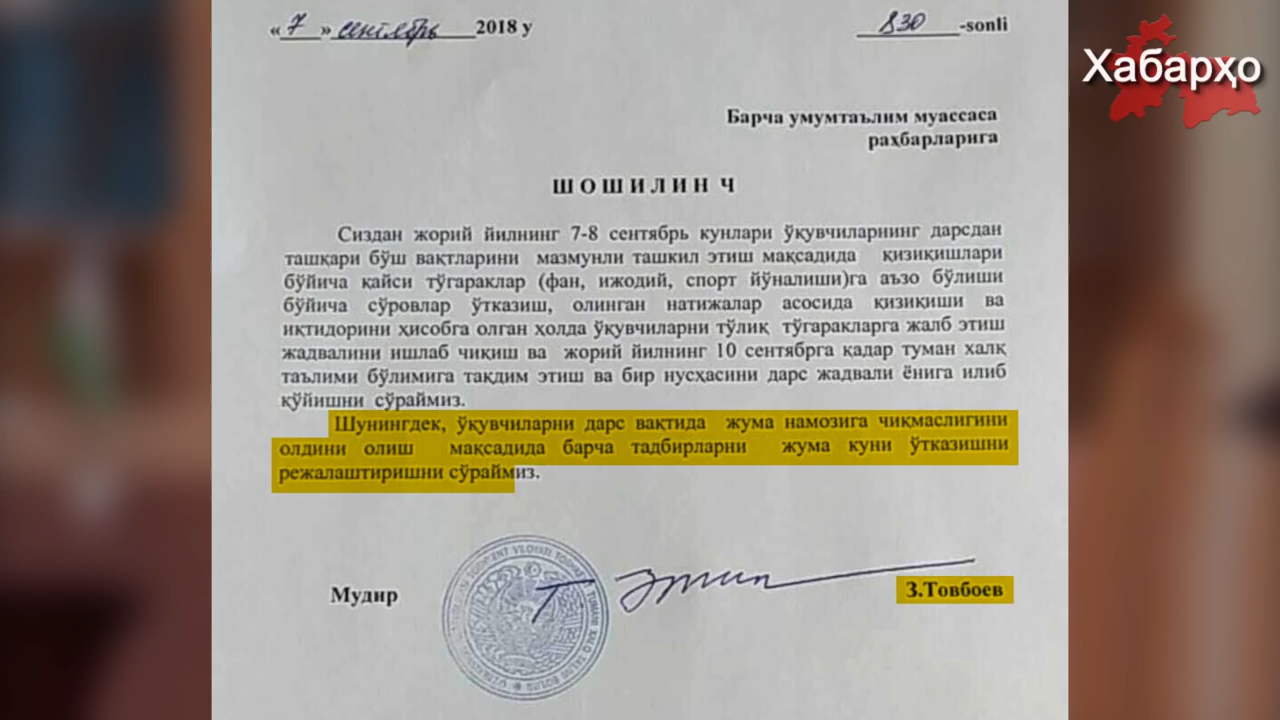 « 7 » сентябрь 2018 у
830 -sonli
Хабарҳо
Барча умумтаълим муассаса
раҳбарларига
Ш О Ш И Л И Н Ч
Сиздан жорий йилнинг 7-8 сентябрь кунлари ўқувчиларнинг дарсдан
ташқари бўш вақтларини мазмунли ташкил этиш мақсадида қизиқишлари
бўйича қайси тўгараклар (фан, ижодий, спорт йўналиши)га аъзо бўлиши
бўйича сўровлар ўтказиш, олинган натижалар асосида қизиқиши ва
иқтидорини ҳисобга олган ҳолда ўқувчиларни тўлиқ тўгаракларга жалб этиш
жадвалини ишлаб чиқиш ва жорий йилнинг 10 сентябрга қадар туман халқ
таълими бўлимига тақдим этиш ва бир нусҳасини дарс жадвали ёнига илиб
қўйишни сўраймиз.
Шунингдек, ўқувчиларни дарс вақтида жума намозига чиқмаслигини
олдини олиш мақсадида барча тадбирларни жума куни ўтказишни
режалаштиришни сўраймиз.
Мудир
З.Товбоев